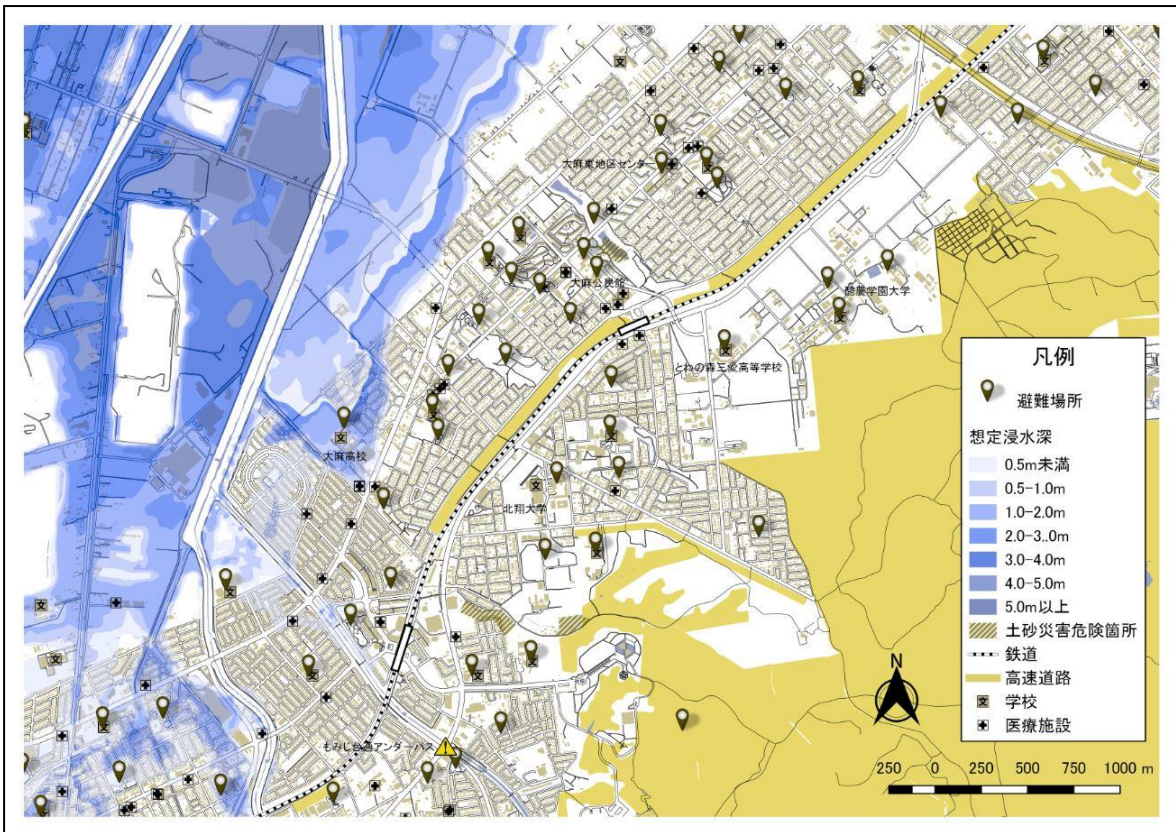 大麻東地区センター
大麻公民館
酪農学園大学
とわの森三愛高等学校
大麻高校
北翔大学
もみじ台通アンダーパス
N
凡例
避難場所
想定浸水深
0.5m未満
0.5-1.0m
1.0-2.0m
2.0-3.0m
3.0-4.0m
4.0-5.0m
5.0m以上
土砂災害危険箇所
鉄道
高速道路
学校
医療施設
250 0 250 500 750 1000 m